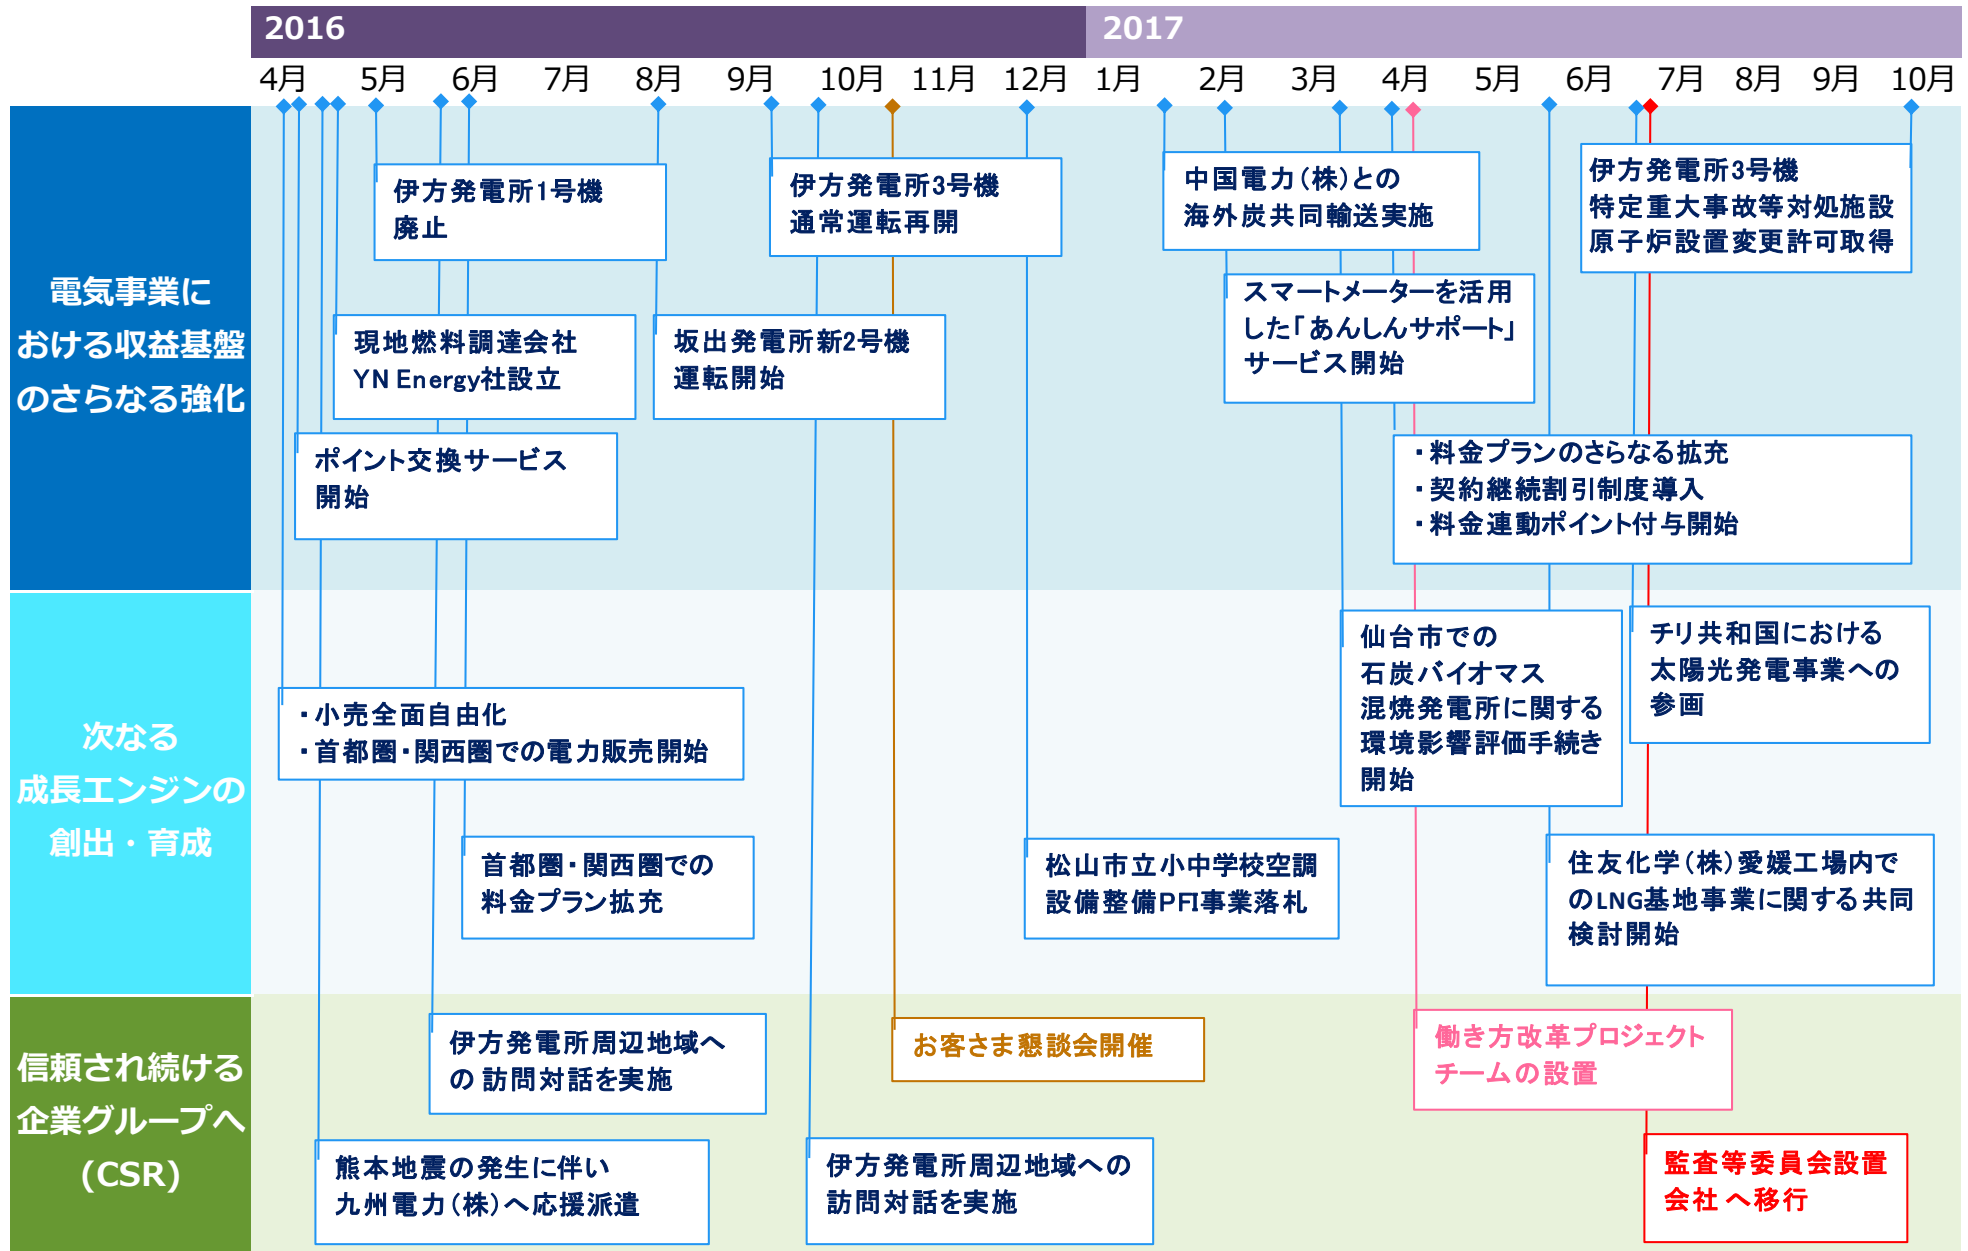 2016
2017
4月 5月 6月 7月 8月 9月 10月 11月 12月 1月 2月 3月 4月 5月 6月 7月 8月 9月 10月
電気事業に
おける収益基盤
のさらなる強化
伊方発電所1号機
廃止
伊方発電所3号機
通常運転再開
中国電力(株)との
海外炭共同輸送実施
伊方発電所3号機
特定重大事故等対処施設
原子炉設置変更許可取得
現地燃料調達会社
YN Energy社設立
坂出発電所新2号機
運転開始
スマートメーターを活用
した「あんしんサポート」
サービス開始
ポイント交換サービス
開始
・料金プランのさらなる拡充
・契約継続割引制度導入
・料金連動ポイント付与開始
次なる
成長エンジンの
創出・育成
・小売全面自由化
・首都圏・関西圏での電力販売開始
仙台市での
石炭バイオマス
混焼発電所に関する
環境影響評価手続き
開始
チリ共和国における
太陽光発電事業への
参画
首都圏・関西圏での
料金プラン拡充
松山市立小中学校空調
設備整備PFI事業落札
住友化学(株)愛媛工場内で
のLNG基地事業に関する共同
検討開始
信頼され続ける
企業グループへ
(CSR)
伊方発電所周辺地域へ
の 訪問対話を実施
お客さま懇談会開催
働き方改革プロジェクト
チームの設置
熊本地震の発生に伴い
九州電力(株)へ応援派遣
伊方発電所周辺地域への
訪問対話を実施
監査等委員会設置
会社 へ移行